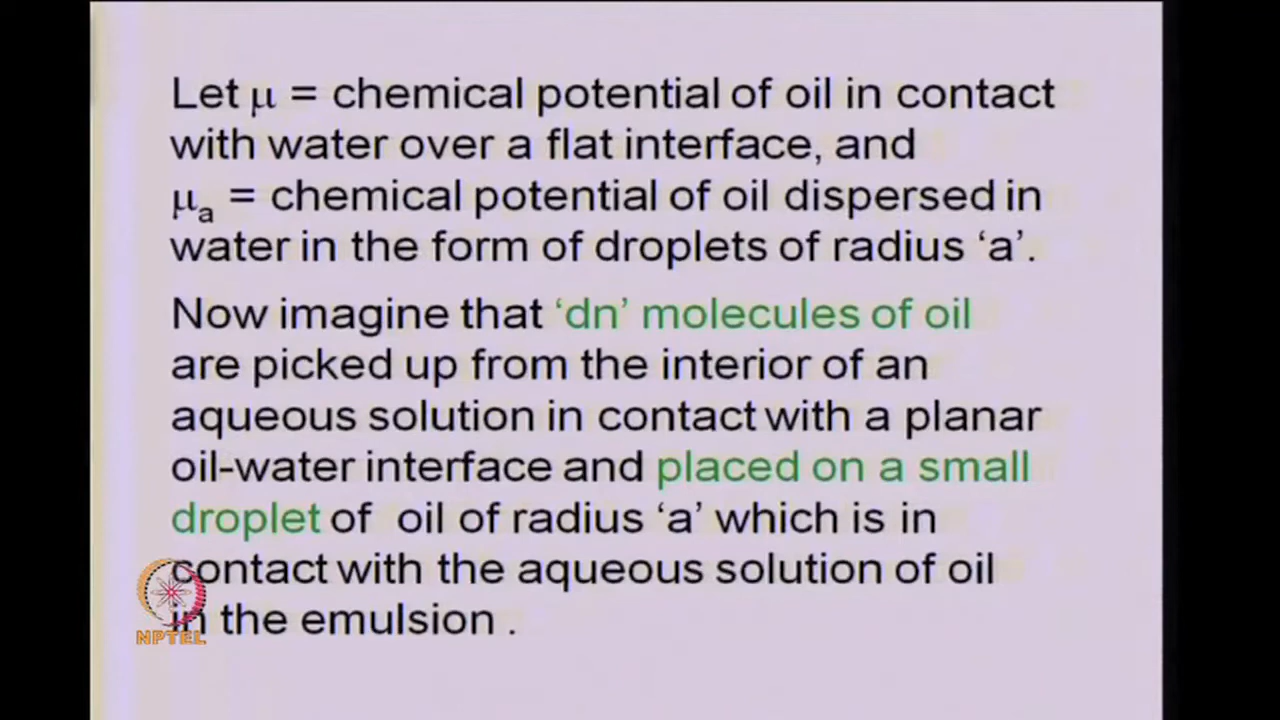 Let μ = chemical potential of oil in contact
with water over a flat interface, and
μa = chemical potential of oil dispersed in
water in the form of droplets of radius ‘a’.
Now imagine that ‘dn’ molecules of oil
are picked up from the interior of an
aqueous solution in contact with a planar
oil-water interface and placed on a small
droplet of oil of radius ‘a’ which is in
contact with the aqueous solution of oil
in the emulsion .
NPTEL